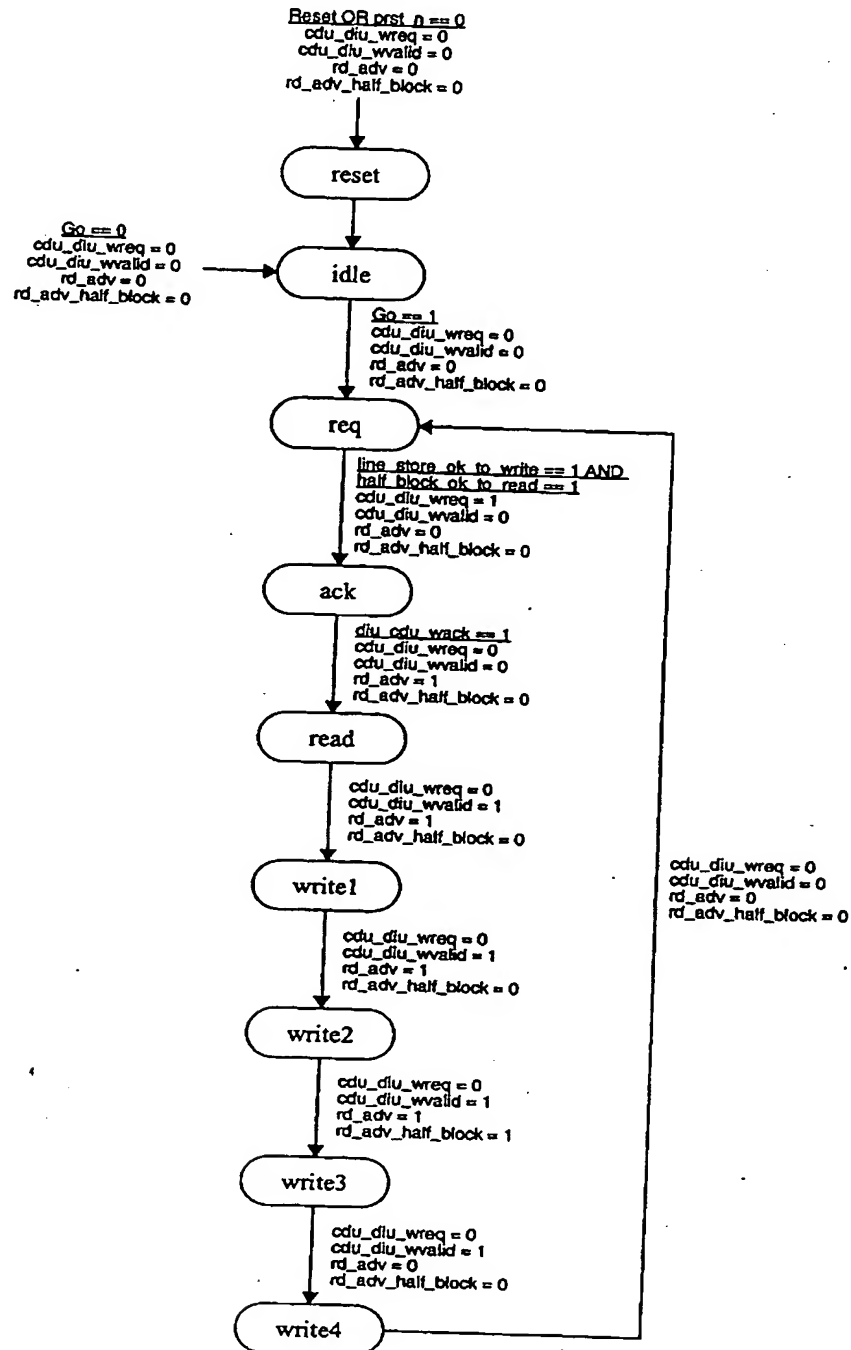 Reset OR prst_n == 0
cdu_diu_wreq = 0
cdu_diu_wvalid = 0
rd_adv = 0
rd_adv_half_block = 0
reset
Go == 0
cdu_diu_wreq = 0
cdu_diu_wvalid = 0
rd_adv = 0
rd_adv_half_block = 0
idle
Go == 1
cdu_diu_wreq = 0
cdu_diu_wvalid = 0
rd_adv = 0
rd_adv_half_block = 0
req
line_store_ok_to_write == 1 AND
half_block_ok_to_read == 1
cdu_diu_wreq = 1
cdu_diu_wvalid = 0
rd_adv = 0
rd_adv_half_block = 0
ack
diu_cdu_wack == 1
cdu_diu_wreq = 0
cdu_diu_wvalid = 0
rd_adv = 1
rd_adv_half_block = 0
read
cdu_diu_wreq = 0
cdu_diu_wvalid = 1
rd_adv = 1
rd_adv_half_block = 0
write1
cdu_diu_wreq = 0
cdu_diu_wvalid = 0
rd_adv = 0
rd_adv_half_block = 0
cdu_diu_wreq = 0
cdu_diu_wvalid = 1
rd_adv = 1
rd_adv_half_block = 0
write2
cdu_diu_wreq = 0
cdu_diu_wvalid = 1
rd_adv = 1
rd_adv_half_block = 1
write3
cdu_diu_wreq = 0
cdu_diu_wvalid = 1
rd_adv = 0
rd_adv_half_block = 0
write4